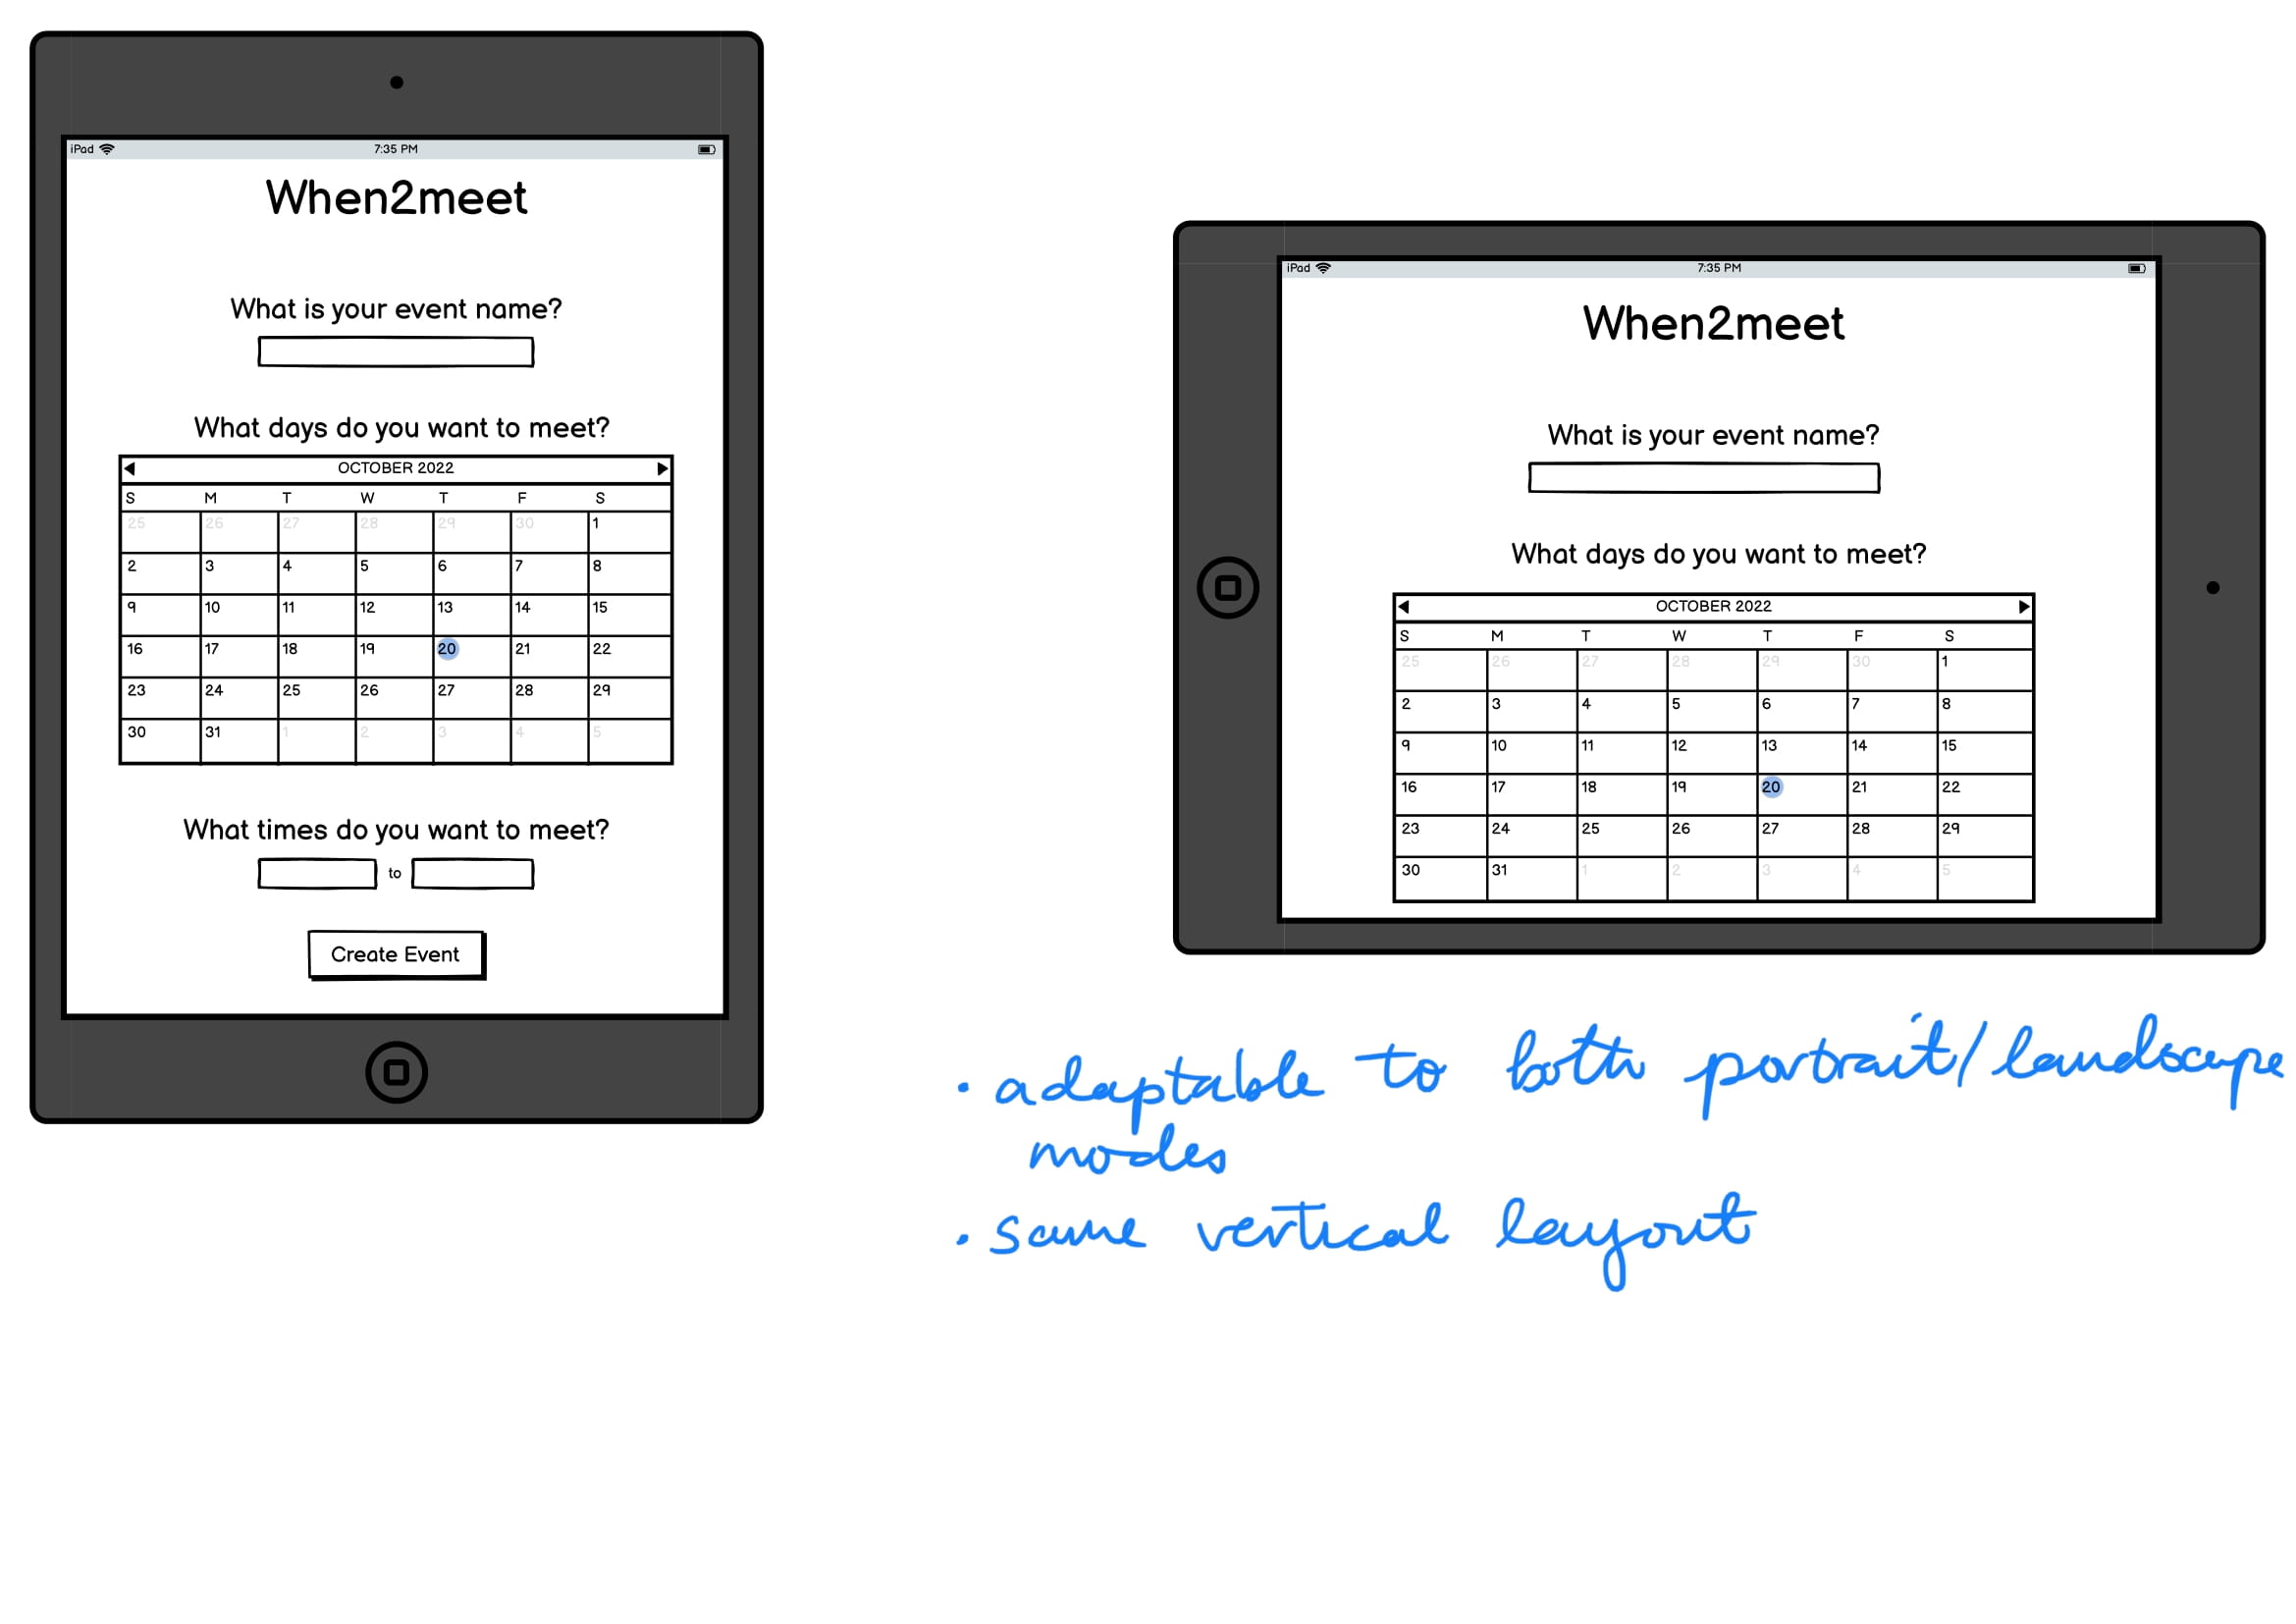 iPad 7:35 PM
When2meet
What is your event name?
What days do you want to meet?
OCTOBER 2022
S M T W T F S
25 26 27 28 29 30 1
2 3 4 5 6 7 8
9 10 11 12 13 14 15
16 17 18 19 20 21 22
23 24 25 26 27 28 29
30 31 1 2 3 4 5
What times do you want to meet?
to
Create Event
iPad 7:35 PM
When2meet
What is your event name?
What days do you want to meet?
OCTOBER 2022
S M T W T F S
25 26 27 28 29 30 1
2 3 4 5 6 7 8
9 10 11 12 13 14 15
16 17 18 19 20 21 22
23 24 25 26 27 28 29
30 31 1 2 3 4 5
• adaptable to both portrait/landscape
modes
• same vertical layout